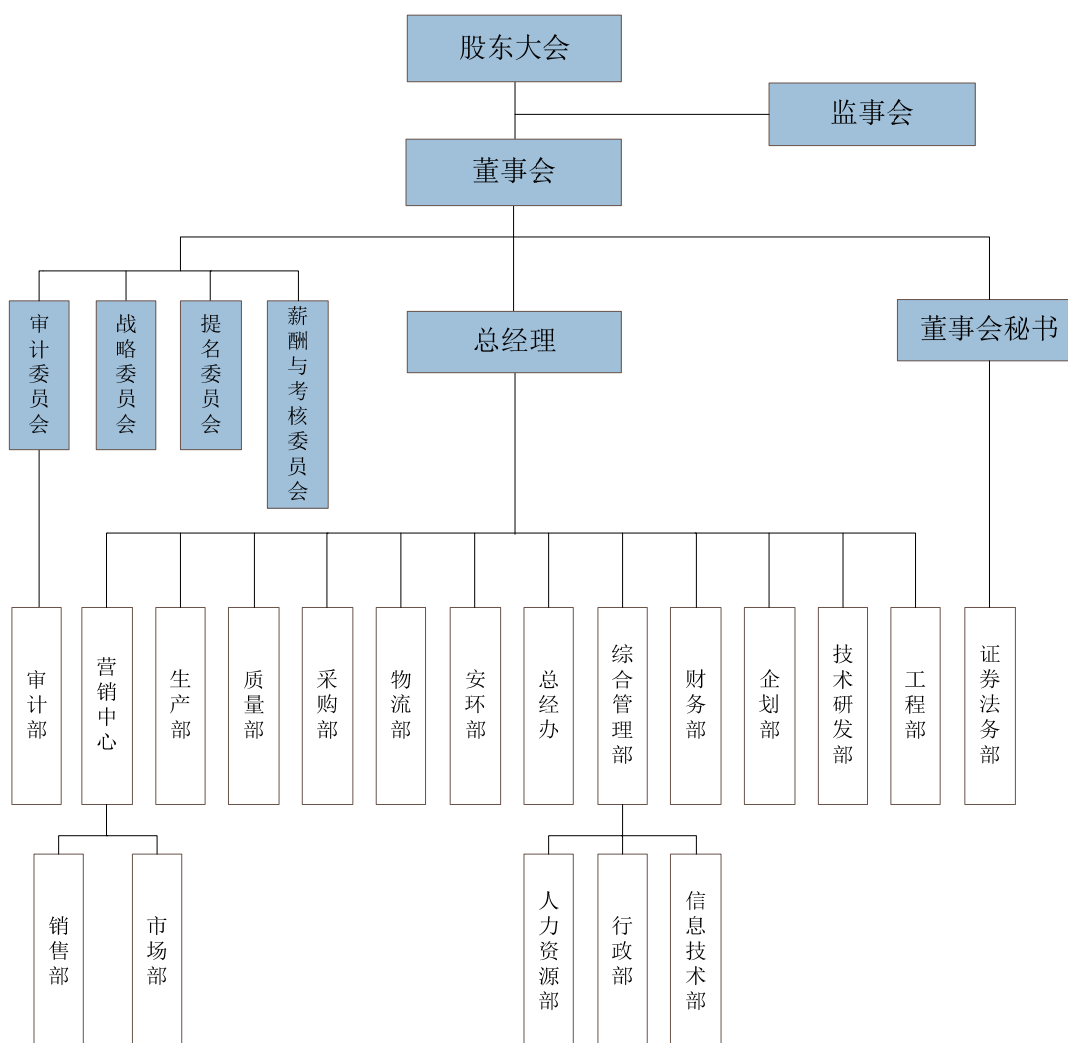 股东大会
监事会
董事会
审计委员会
战略委员会
提名委员会
薪酬与考核委员会
总经理
董事会秘书
审计部
营销中心
生产部
质量部
采购部
物流部
安环部
总经办
综合管理部
财务部
企划部
技术研发部
工程部
证券法务部
销售部
市场部
人力资源部
行政部
信息技术部